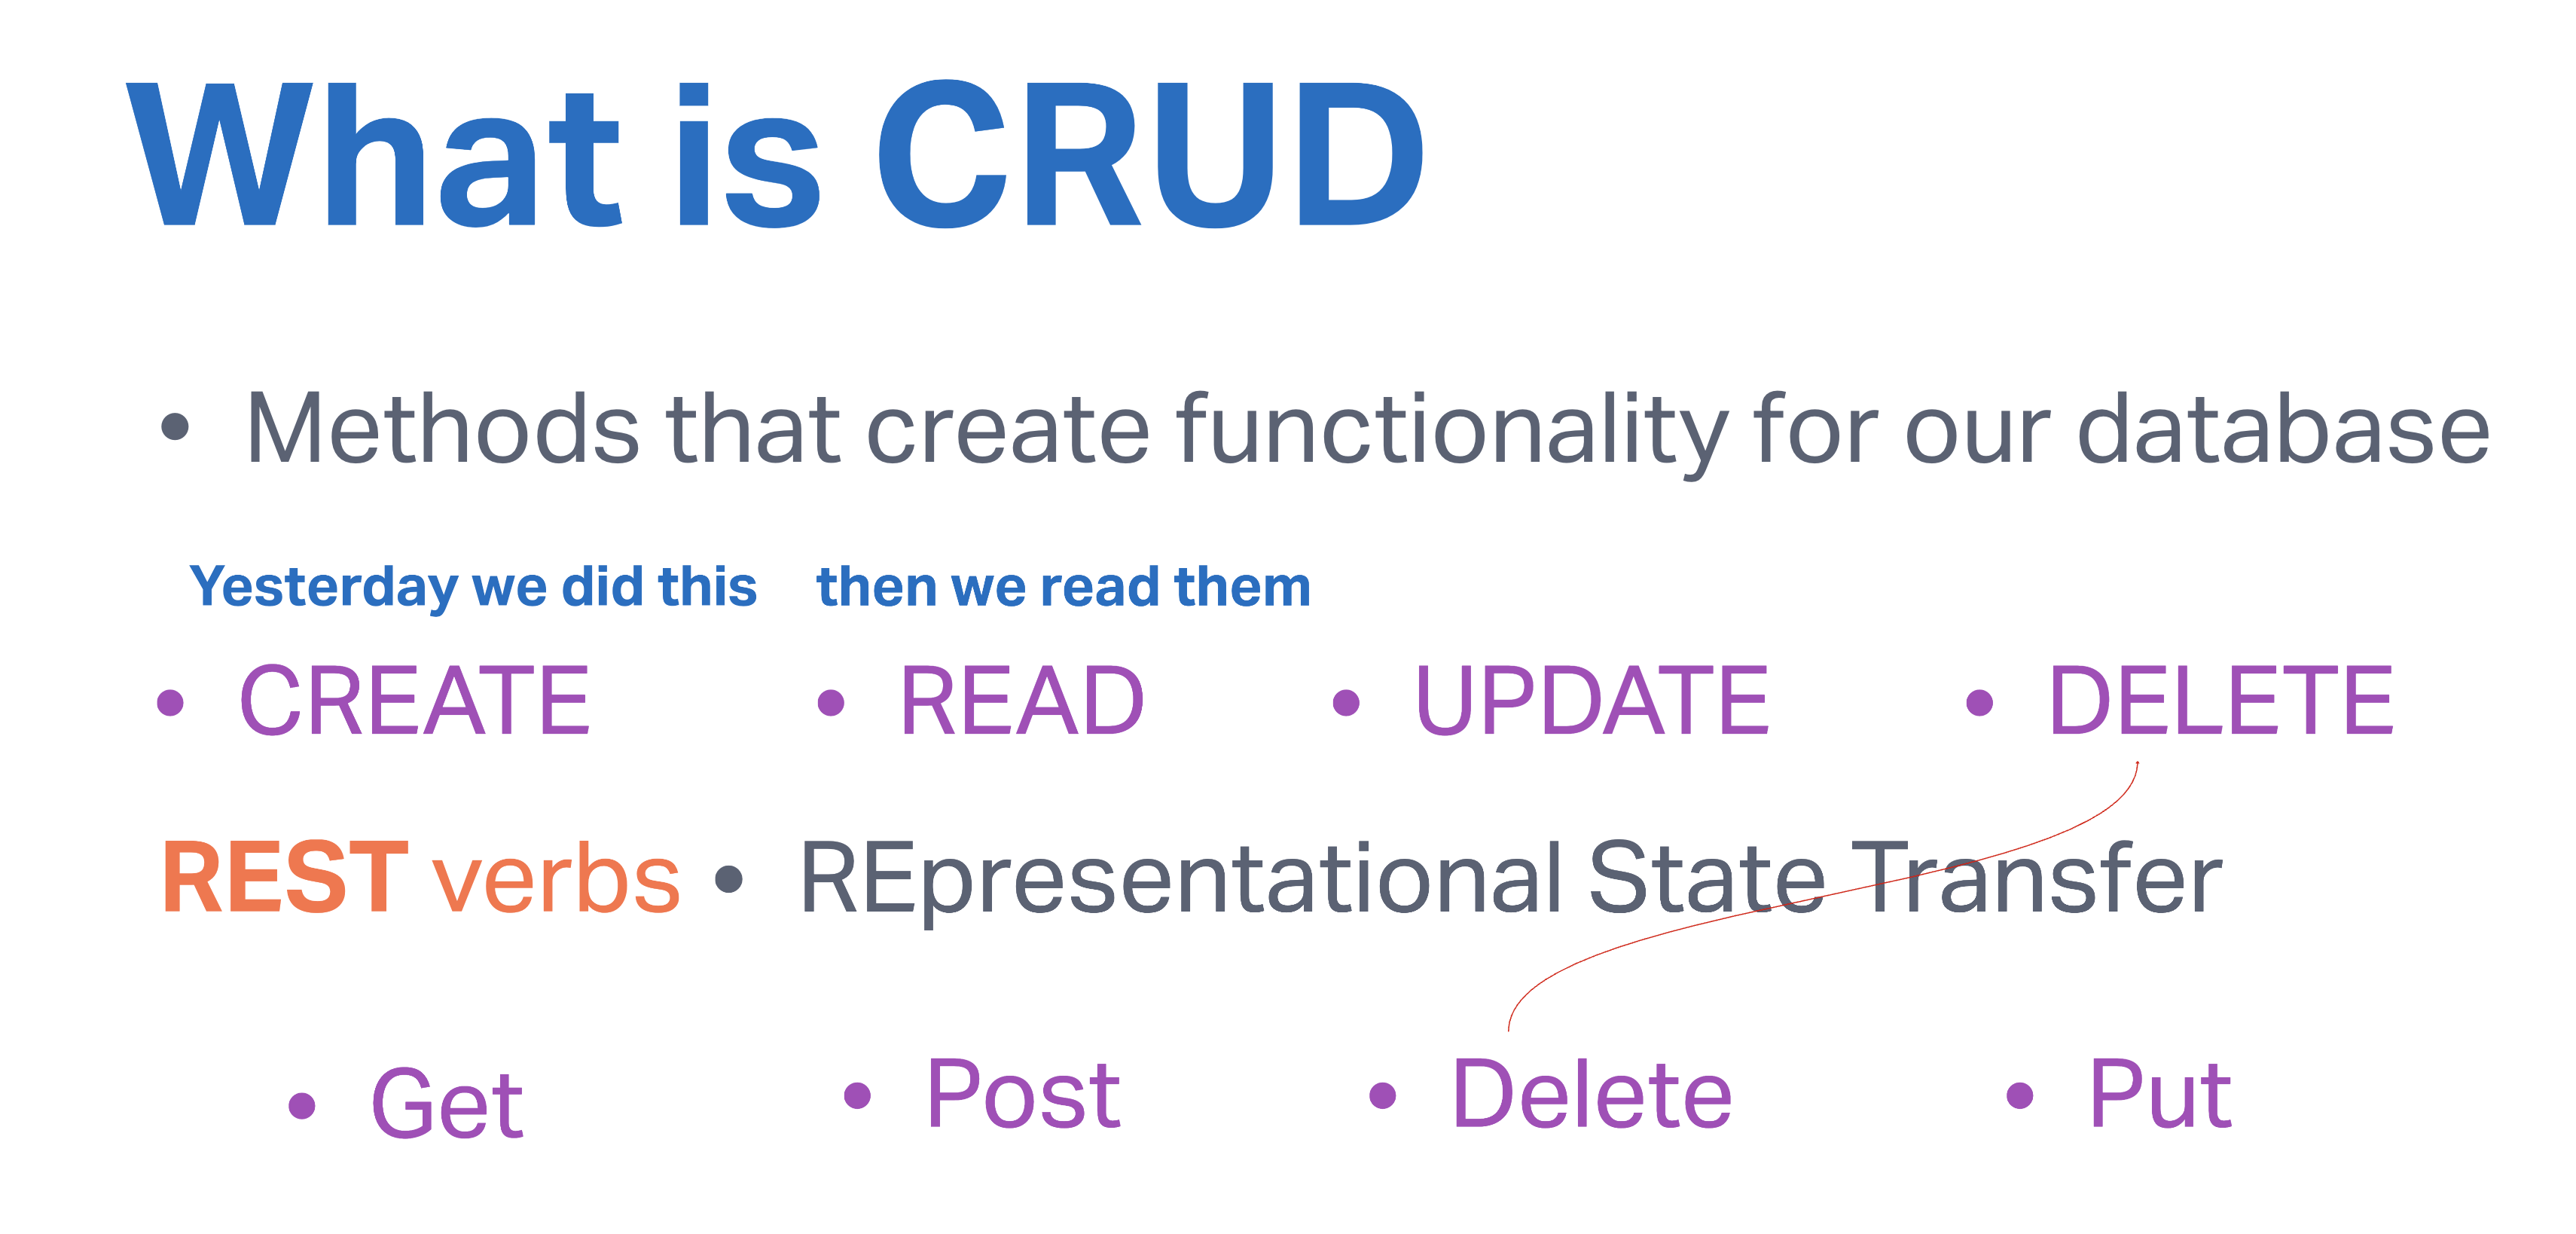 What is CRUD
• Methods that create functionality for our database
Yesterday we did this then we read them
• CREATE • READ • UPDATE • DELETE
REST verbs • REpresentational State Transfer
• Get • Post • Delete • Put